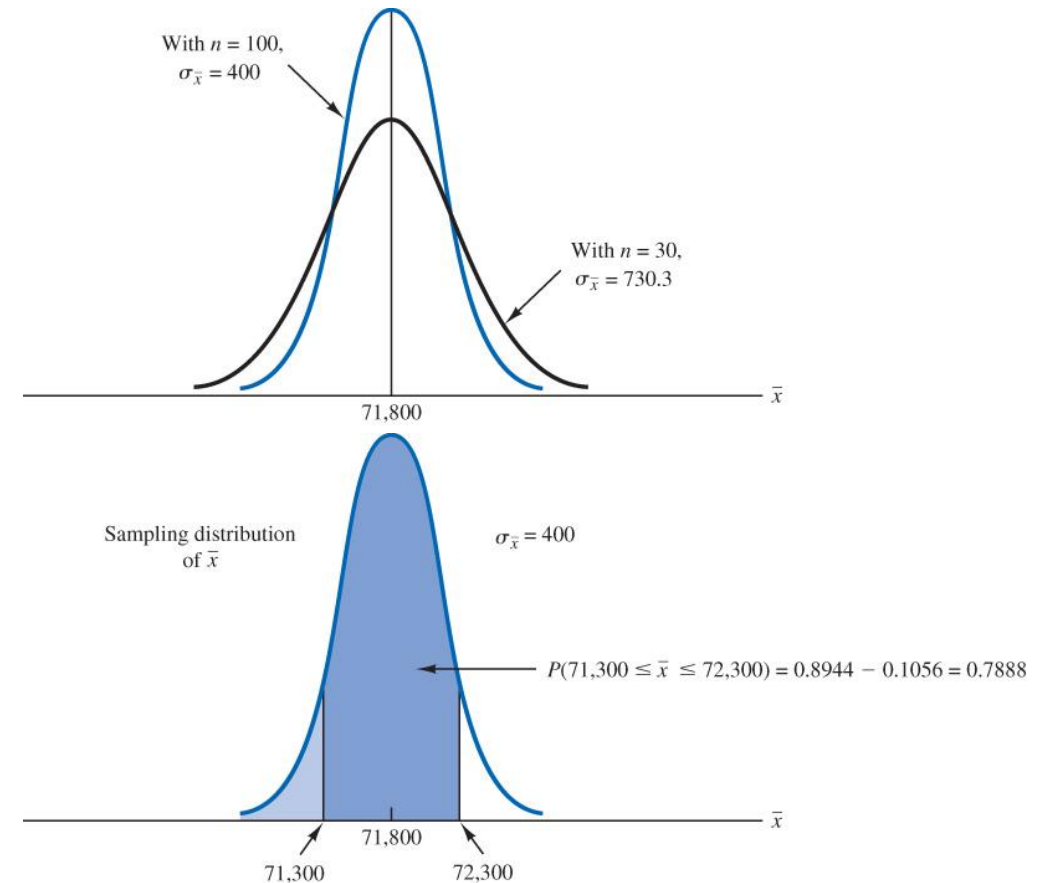 With n = 100,
σx̄ = 400
With n = 30,
σx̄ = 730.3
x̄
71,800
Sampling distribution
of x̄
σx̄ = 400
P(71,300 ≤ x̄ ≤ 72,300) = 0.8944 − 0.1056 = 0.7888
x̄
71,800
71,300
72,300